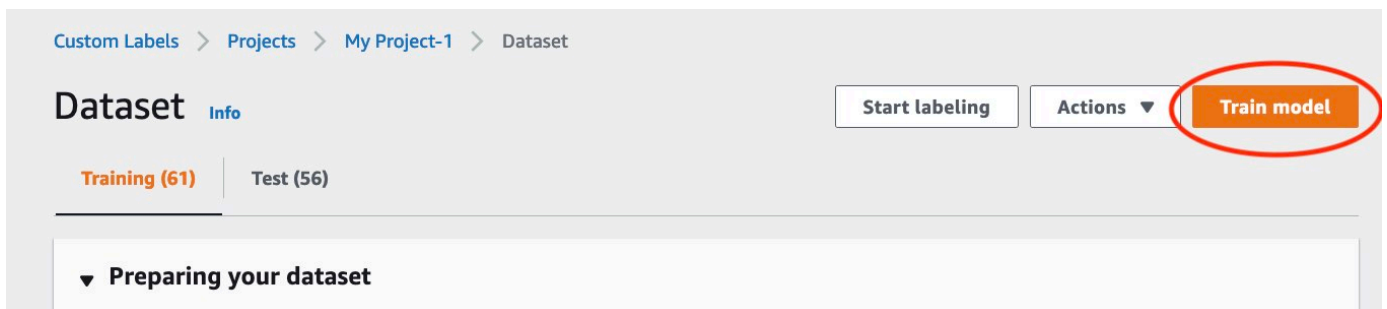 Custom Labels > Projects > My Project-1 > Dataset
Dataset Info
Start labeling
Actions ▼
Train model
Training (61)
Test (56)
▼ Preparing your dataset